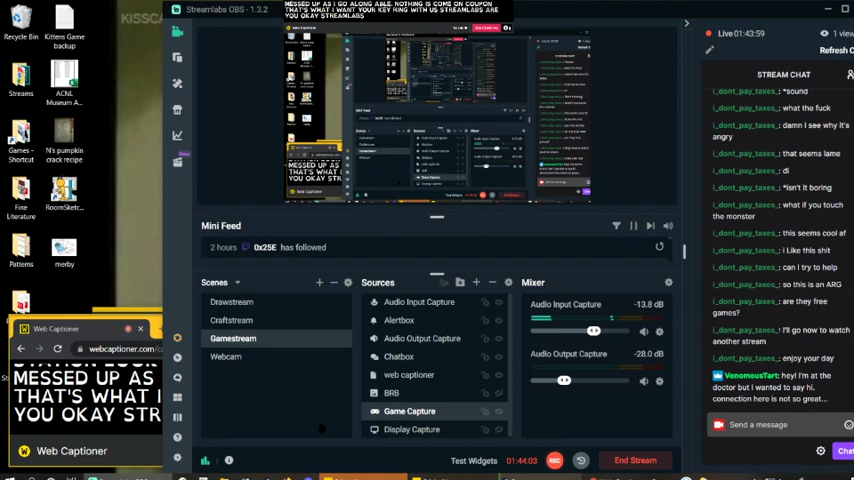 Recycle Bin
Kittens Game
backup
Streams
ACNL
Museum A...
Games -
Shortcut
N's pumpkin
crack recipe
Fine
Literature
RoomSketc...
Patterns
merby
KISSCA
Streamlabs OBS - 1.3.2
MESSED UP AS I GO ALONG ABLE. NOTHING IS COME ON COUPON
THAT'S WHAT I WANT YOUR KEY RING WITH US STREAMLABS ARE
YOU OKAY STREAMLABS
Mini Feed
2 hours 0x25E has followed
Scenes
Drawstream
Craftstream
Gamestream
Webcam
Sources
Audio Input Capture
Alertbox
Audio Output Capture
Chatbox
web captioner
BRB
Game Capture
Display Capture
Mixer
Audio Input Capture -13.8 dB
Audio Output Capture -28.0 dB
Test Widgets 01:44:03 REC End Stream
New
Web Captioner
webcaptioner.com/c
MESSED UP AS
THAT'S WHAT I
YOU OKAY STR
Web Captioner
Live 01:43:59 1 view
Refresh C
STREAM CHAT
i_dont_pay_taxes_: *sound
i_dont_pay_taxes_:
what the fuck
i_dont_pay_taxes_:
damn I see why it's
angry
i_dont_pay_taxes_:
that seems lame
i_dont_pay_taxes_: di
i_dont_pay_taxes_:
*isn't it boring
i_dont_pay_taxes_:
what if you touch
the monster
i_dont_pay_taxes_:
this seems cool af
i_dont_pay_taxes_:
i Like this shit
i_dont_pay_taxes_:
can I try to help
i_dont_pay_taxes_:
so this is an ARG
i_dont_pay_taxes_:
are they free
games?
i_dont_pay_taxes_:
I'll go now to watch
another stream
i_dont_pay_taxes_:
enjoy your day
VenomousTart: hey! I'm at the
doctor but i wanted to say hi,
connection here is not so great...
Send a message
Chat